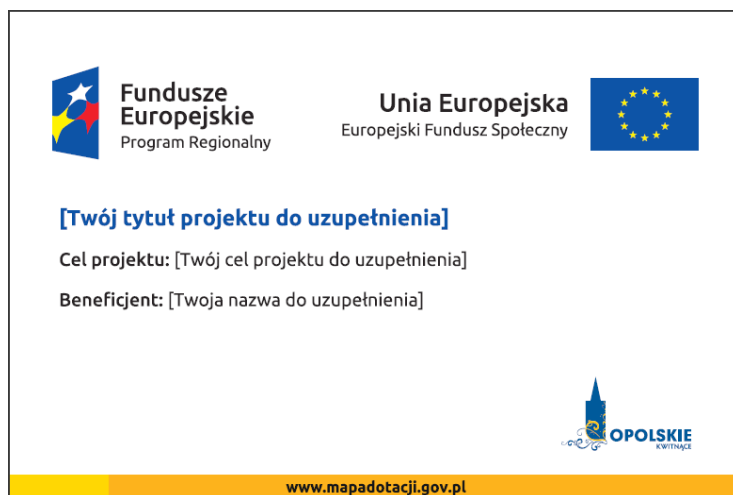 Fundusze
Europejskie
Program Regionalny
Unia Europejska
Europejski Fundusz Społeczny
[Twój tytuł projektu do uzupełnienia]
Cel projektu: [Twój cel projektu do uzupełnienia]
Beneficjent: [Twoja nazwa do uzupełnienia]
OPOLSKIE
KWITNĄCE
www.mapadotacji.gov.pl